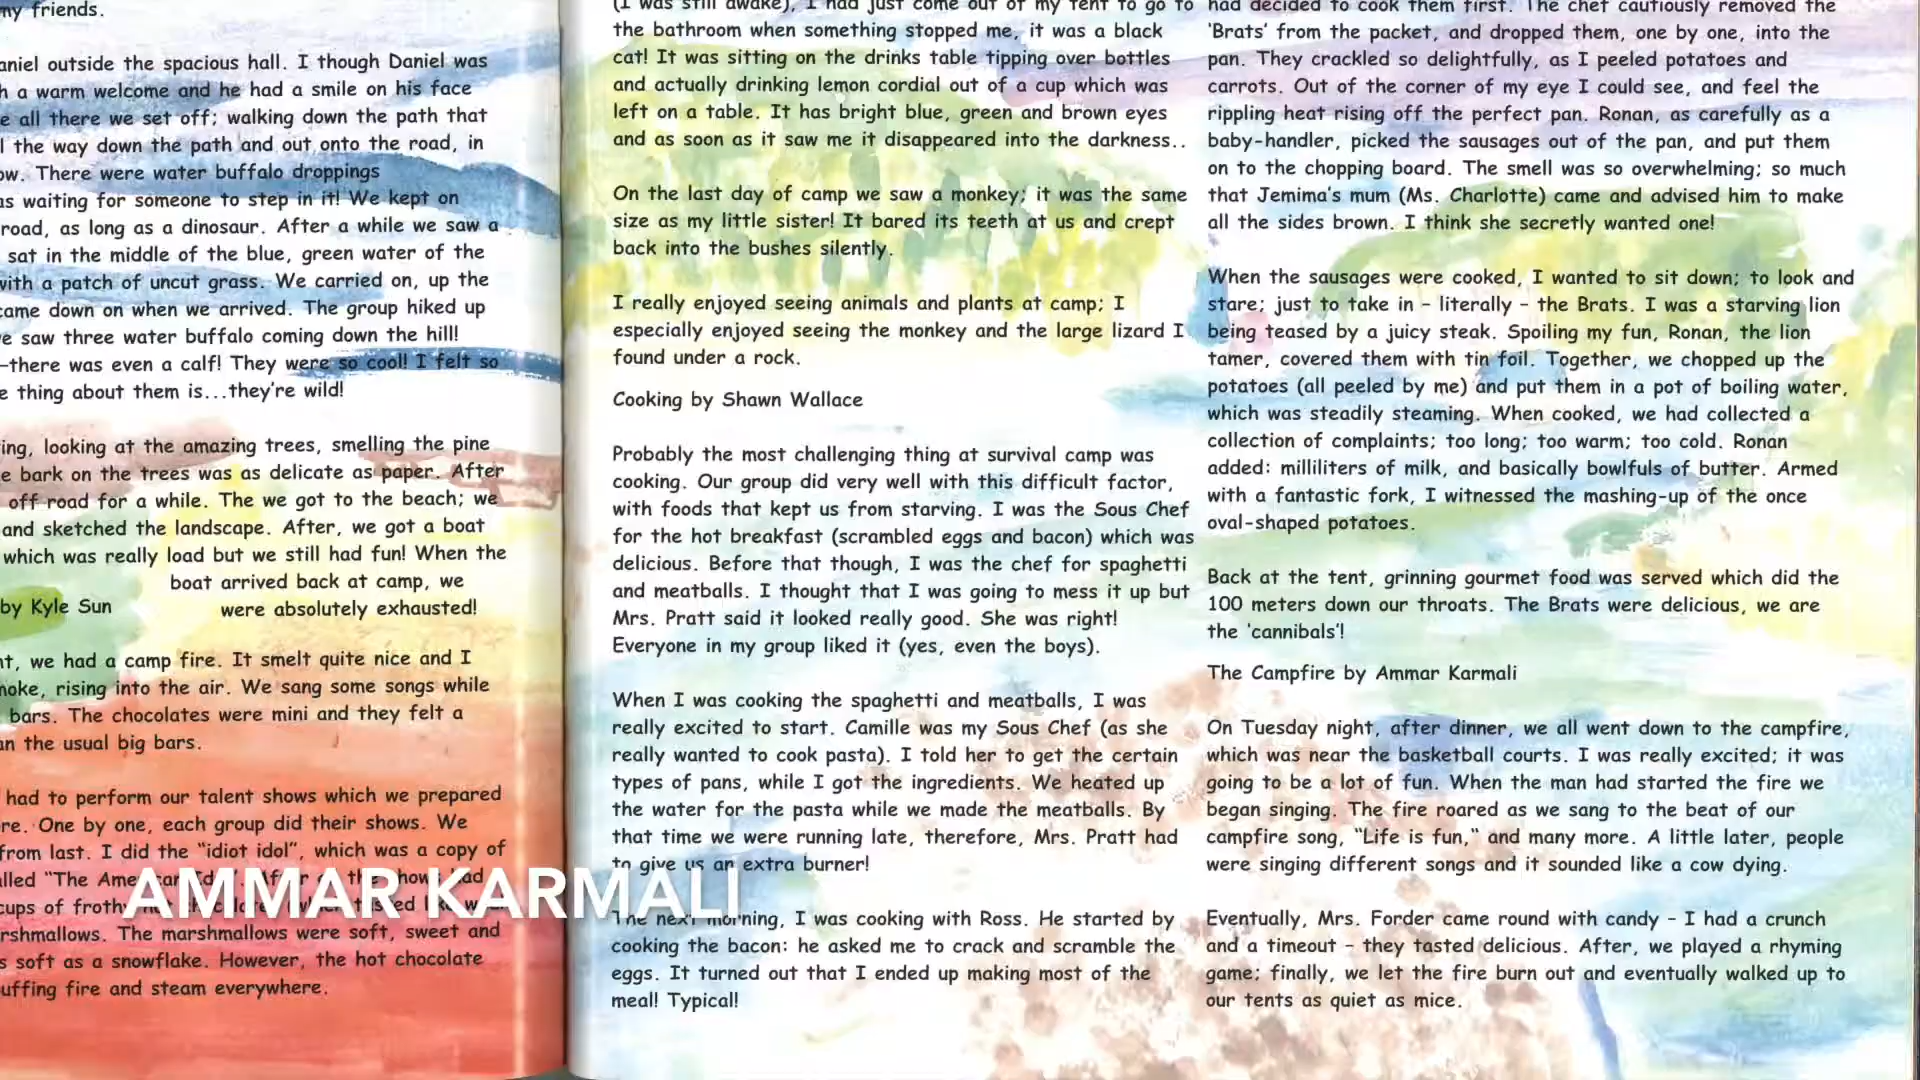 my friends.
aniel outside the spacious hall. I though Daniel was
h a warm welcome and he had a smile on his face
e all there we set off; walking down the path that
l the way down the path and out onto the road, in
ow. There were water buffalo droppings
as waiting for someone to step in it! We kept on
road, as long as a dinosaur. After a while we saw a
sat in the middle of the blue, green water of the
with a patch of uncut grass. We carried on, up the
came down on when we arrived. The group hiked up
e saw three water buffalo coming down the hill!
-there was even a calf! They were so cool! I felt so
e thing about them is...they're wild!
ing, looking at the amazing trees, smelling the pine
e bark on the trees was as delicate as paper. After
off road for a while. The we got to the beach; we
and sketched the landscape. After, we got a boat
which was really load but we still had fun! When the
boat arrived back at camp, we
were absolutely exhausted!
by Kyle Sun
nt, we had a camp fire. It smelt quite nice and I
moke, rising into the air. We sang some songs while
bars. The chocolates were mini and they felt a
an the usual big bars.
had to perform our talent shows which we prepared
re. One by one, each group did their shows. We
from last. I did the "idiot idol", which was a copy of
alled "The American
cups of frothy
rshmallows. The marshmallows were soft, sweet and
s soft as a snowflake. However, the hot chocolate
uffing fire and steam everywhere.
(I was still awake), I had just come out of my tent to go to
the bathroom when something stopped me, it was a black
cat! It was sitting on the drinks table tipping over bottles
and actually drinking lemon cordial out of a cup which was
left on a table. It has bright blue, green and brown eyes
and as soon as it saw me it disappeared into the darkness..
On the last day of camp we saw a monkey; it was the same
size as my little sister! It bared its teeth at us and crept
back into the bushes silently.
I really enjoyed seeing animals and plants at camp; I
especially enjoyed seeing the monkey and the large lizard I
found under a rock.
Cooking by Shawn Wallace
Probably the most challenging thing at survival camp was
cooking. Our group did very well with this difficult factor,
with foods that kept us from starving. I was the Sous Chef
for the hot breakfast (scrambled eggs and bacon) which was
delicious. Before that though, I was the chef for spaghetti
and meatballs. I thought that I was going to mess it up but
Mrs. Pratt said it looked really good. She was right!
Everyone in my group liked it (yes, even the boys).
When I was cooking the spaghetti and meatballs, I was
really excited to start. Camille was my Sous Chef (as she
really wanted to cook pasta). I told her to get the certain
types of pans, while I got the ingredients. We heated up
the water for the pasta while we made the meatballs. By
that time we were running late, therefore, Mrs. Pratt had
to give us an extra burner!
The next morning, I was cooking with Ross. He started by
cooking the bacon: he asked me to crack and scramble the
eggs. It turned out that I ended up making most of the
meal! Typical!
had decided to cook them first. The chef cautiously removed the
'Brats' from the packet, and dropped them, one by one, into the
pan. They crackled so delightfully, as I peeled potatoes and
carrots. Out of the corner of my eye I could see, and feel the
rippling heat rising off the perfect pan. Ronan, as carefully as a
baby-handler, picked the sausages out of the pan, and put them
on to the chopping board. The smell was so overwhelming; so much
that Jemima's mum (Ms. Charlotte) came and advised him to make
all the sides brown. I think she secretly wanted one!
When the sausages were cooked, I wanted to sit down; to look and
stare; just to take in – literally – the Brats. I was a starving lion
being teased by a juicy steak. Spoiling my fun, Ronan, the lion
tamer, covered them with tin foil. Together, we chopped up the
potatoes (all peeled by me) and put them in a pot of boiling water,
which was steadily steaming. When cooked, we had collected a
collection of complaints; too long; too warm; too cold. Ronan
added: milliliters of milk, and basically bowlfuls of butter. Armed
with a fantastic fork, I witnessed the mashing-up of the once
oval-shaped potatoes.
Back at the tent, grinning gourmet food was served which did the
100 meters down our throats. The Brats were delicious, we are
the 'cannibals'!
The Campfire by Ammar Karmali
On Tuesday night, after dinner, we all went down to the campfire,
which was near the basketball courts. I was really excited; it was
going to be a lot of fun. When the man had started the fire we
began singing. The fire roared as we sang to the beat of our
campfire song, "Life is fun," and many more. A little later, people
were singing different songs and it sounded like a cow dying.
Eventually, Mrs. Forder came round with candy – I had a crunch
and a timeout – they tasted delicious. After, we played a rhyming
game; finally, we let the fire burn out and eventually walked up to
our tents as quiet as mice.
AMMAR KARMALI